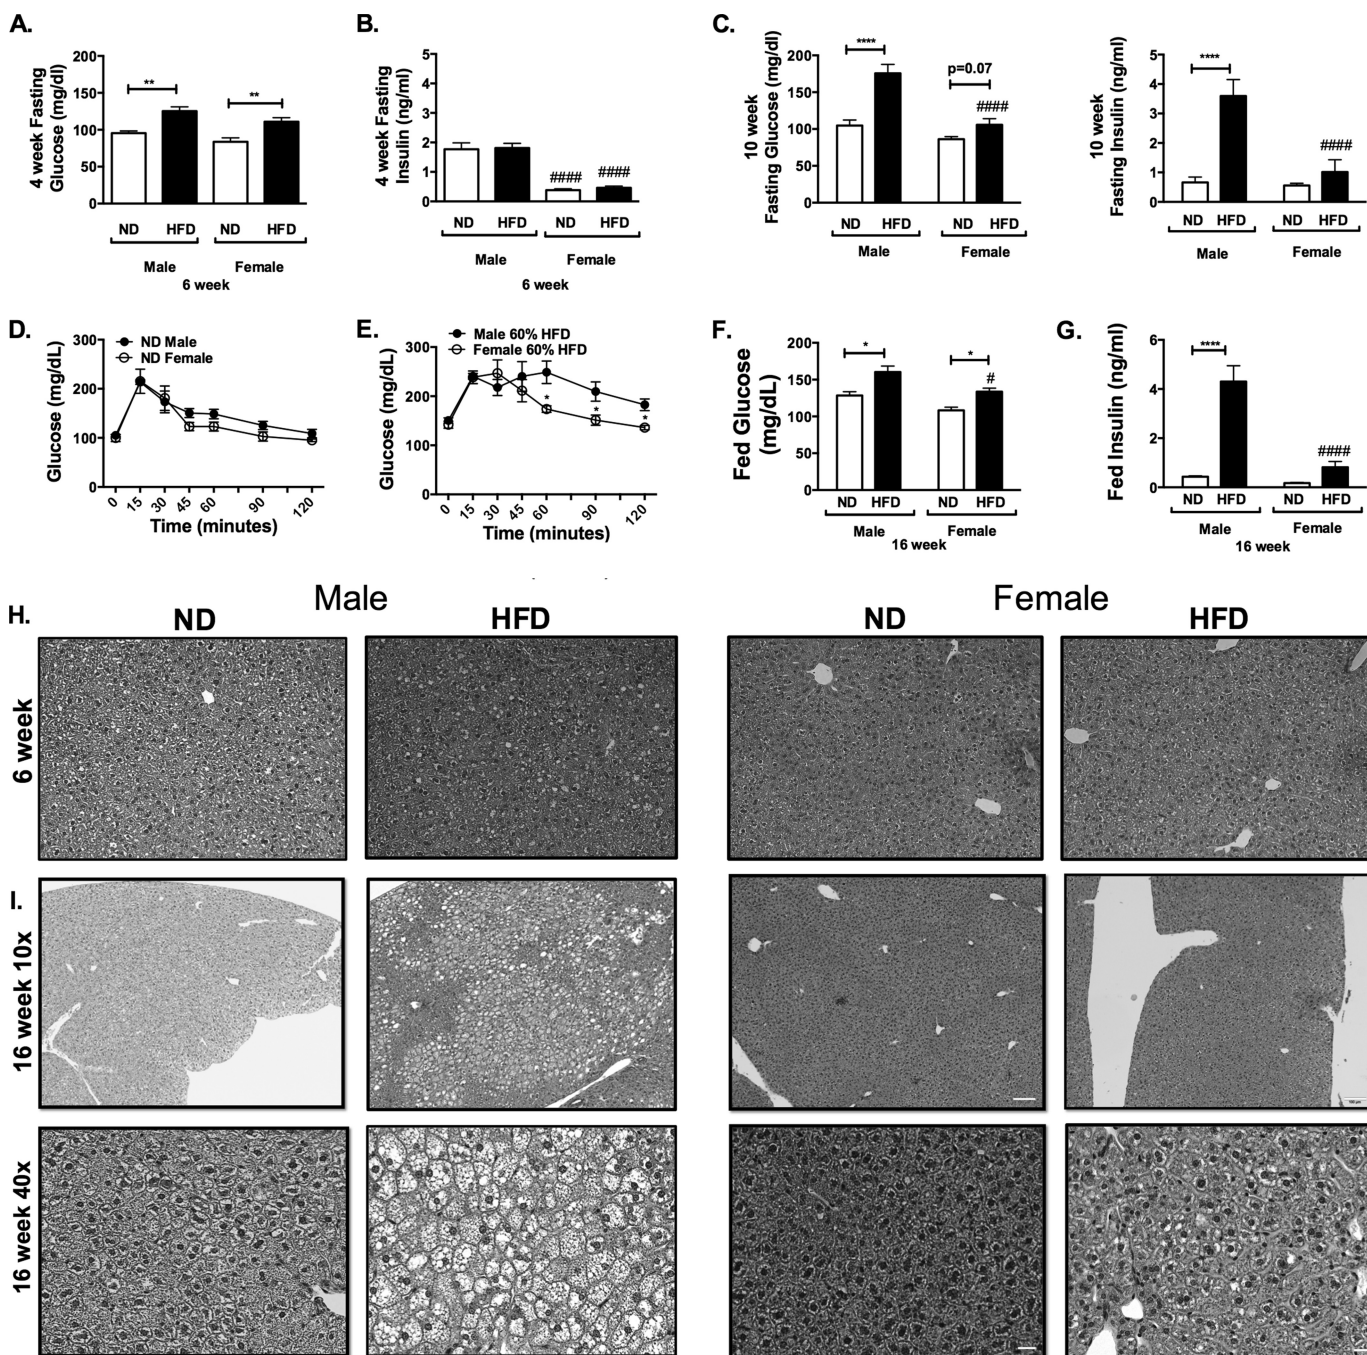 A.
4 week Fasting
Glucose (mg/dl)
200
150
100
50
0
**
**
ND
HFD
ND
HFD
Male
Female
6 week
B.
4 week Fasting
Insulin (ng/ml)
5
4
3
2
1
0
####
####
ND
HFD
ND
HFD
Male
Female
6 week
C.
10 week
Fasting Glucose (mg/dl)
200
150
100
50
0
****
p=0.07
####
ND
HFD
ND
HFD
Male
Female
10 week
Fasting Insulin (ng/ml)
5
4
3
2
1
0
****
####
ND
HFD
ND
HFD
Male
Female
D.
ND Male
ND Female
Glucose (mg/dL)
300
200
100
0
0
15
30
45
60
90
120
Time (minutes)
E.
Male 60% HFD
Female 60% HFD
Glucose (mg/dL)
300
200
100
0
*
*
*
0
15
30
45
60
90
120
Time (minutes)
F.
Fed Glucose
(mg/dL)
200
150
100
50
0
*
*
#
ND
HFD
ND
HFD
Male
Female
16 week
G.
Fed Insulin (ng/ml)
6
4
2
0
****
####
ND
HFD
ND
HFD
Male
Female
16 week
Male
Female
H.
ND
HFD
ND
HFD
6 week
I.
16 week 10x
16 week 40x